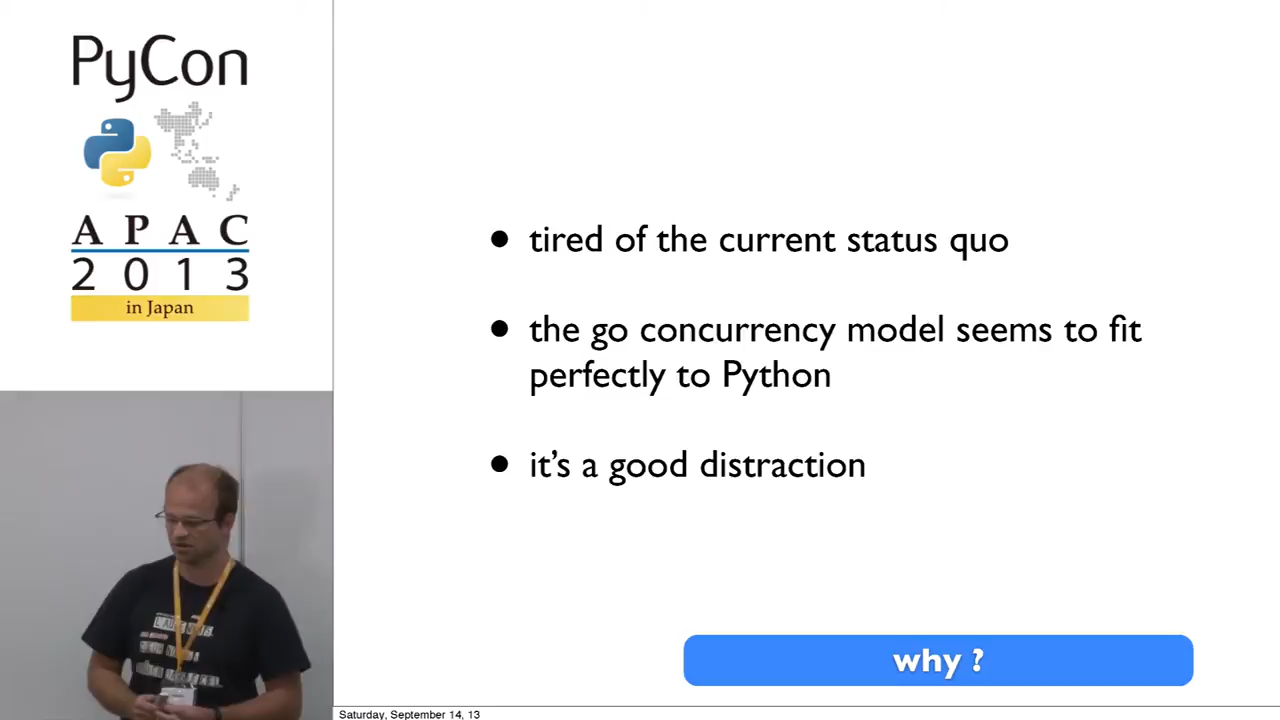 PyCon
APAC
2013
in Japan
• tired of the current status quo
• the go concurrency model seems to fit
perfectly to Python
• it's a good distraction
why ?
Saturday, September 14, 13